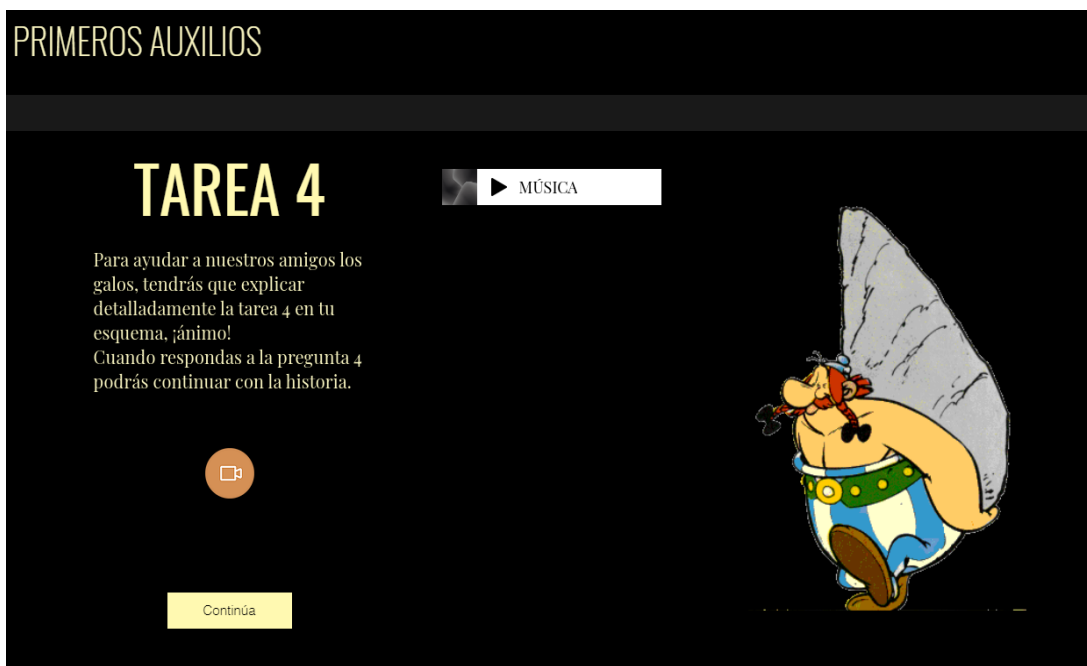 PRIMEROS AUXILIOS
TAREA 4
MÚSICA
Para ayudar a nuestros amigos los
galos, tendrás que explicar
detalladamente la tarea 4 en tu
esquema, ¡ánimo!
Cuando respondas a la pregunta 4
podrás continuar con la historia.
Continúa